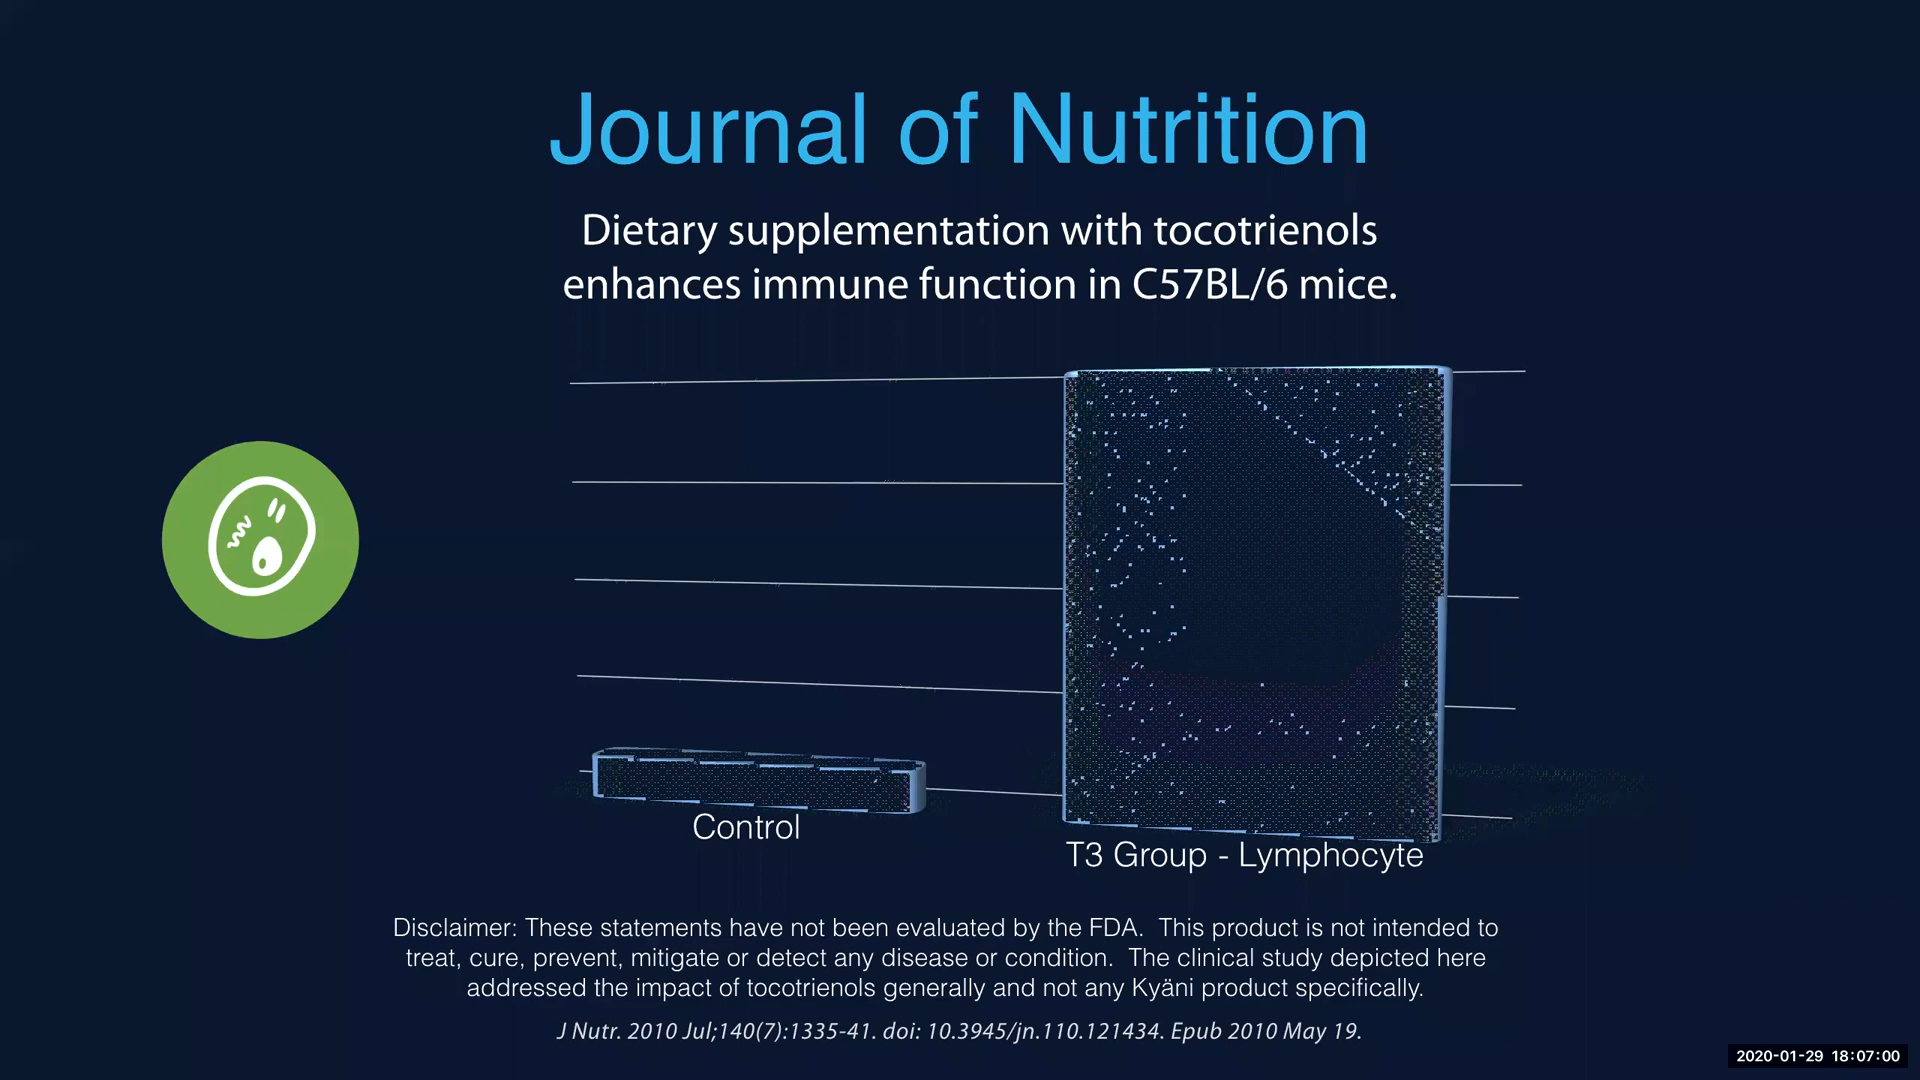 Journal of Nutrition
Dietary supplementation with tocotrienols
enhances immune function in C57BL/6 mice.
Control
T3 Group - Lymphocyte
Disclaimer: These statements have not been evaluated by the FDA.  This product is not intended to
treat, cure, prevent, mitigate or detect any disease or condition.  The clinical study depicted here
addressed the impact of tocotrienols generally and not any Kyäni product specifically.
J Nutr. 2010 Jul;140(7):1335-41. doi: 10.3945/jn.110.121434. Epub 2010 May 19.
2020-01-29 18:07:00